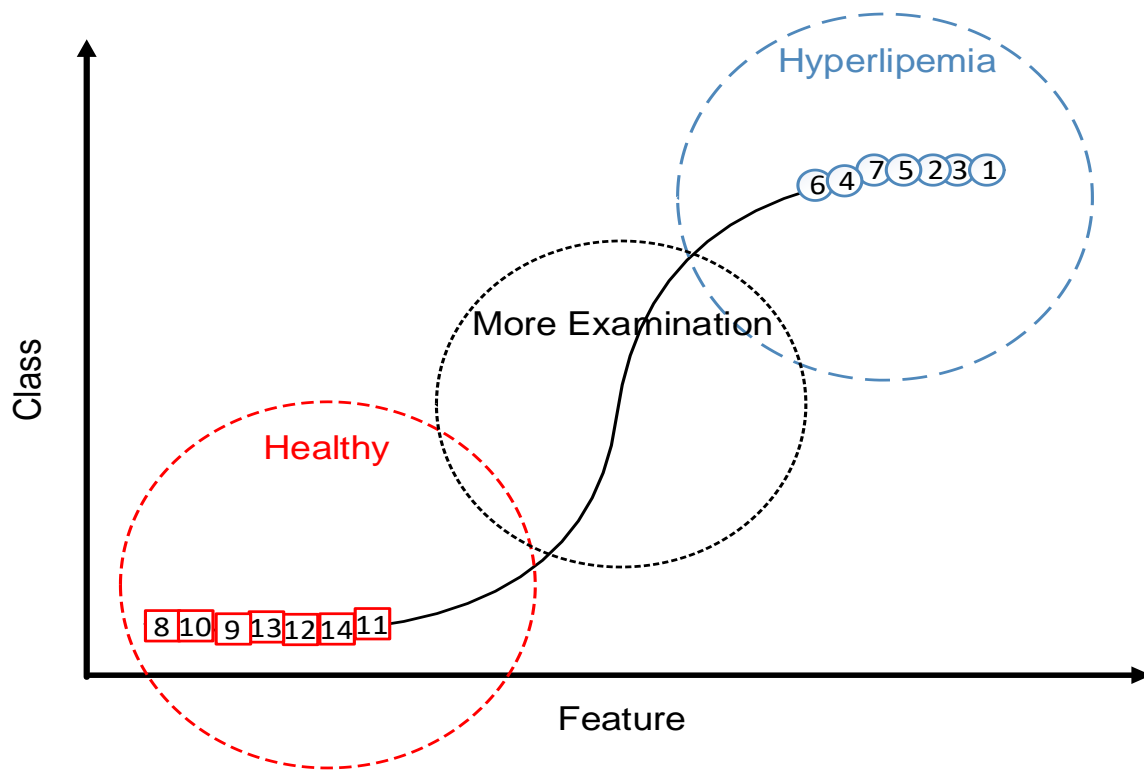 Hyperlipemia
6 4 7 5 2 3 1
More Examination
Class
Healthy
8 10 9 13 12 14 11
Feature